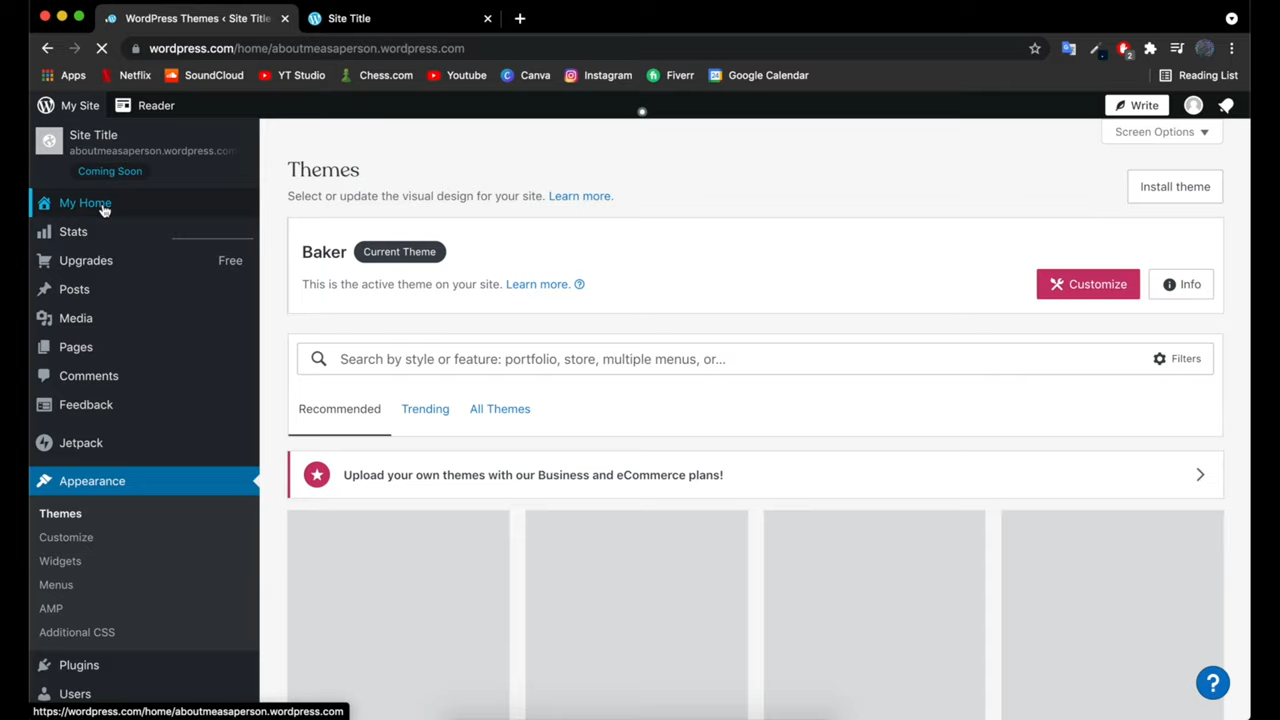 WordPress Themes ‹ Site Title
Site Title
wordpress.com/home/aboutmeasaperson.wordpress.com
2
Apps
Netflix
SoundCloud
YT Studio
Chess.com
Youtube
Canva
Instagram
Fiverr
24
Google Calendar
Reading List
My Site
Reader
Write
Site Title
aboutmeasaperson.wordpress.com
Coming Soon
Screen Options ▼
My Home
Stats
Upgrades
Free
Posts
Media
Pages
Comments
Feedback
Jetpack
Appearance
Themes
Customize
Widgets
Menus
AMP
Additional CSS
Plugins
Users
https://wordpress.com/home/aboutmeasaperson.wordpress.com
Themes
Select or update the visual design for your site. Learn more.
Install theme
Baker
Current Theme
This is the active theme on your site. Learn more. ?
Customize
Info
Search by style or feature: portfolio, store, multiple menus, or...
Filters
Recommended
Trending
All Themes
Upload your own themes with our Business and eCommerce plans!
?